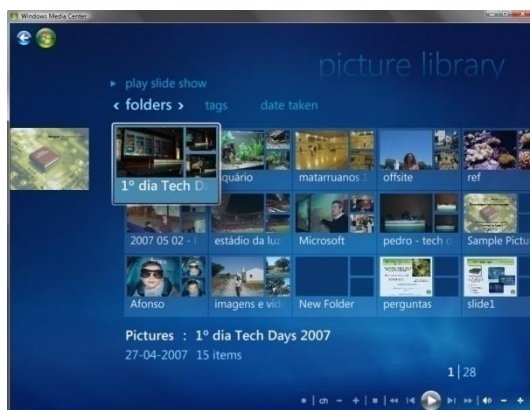 Windows Media Center
picture library
play slide show
folders
tags
date taken
1º dia Tech D
quário
matarruanos 1
offsite
ref
2007 05 02 -
estádio da luz
Microsoft
pedro - tech d
Sample Pictu
Afonso
imagens e vid
New Folder
perguntas
slide1
Pictures : 1º dia Tech Days 2007
27-04-2007 15 items
1 | 28
ch - +
- +